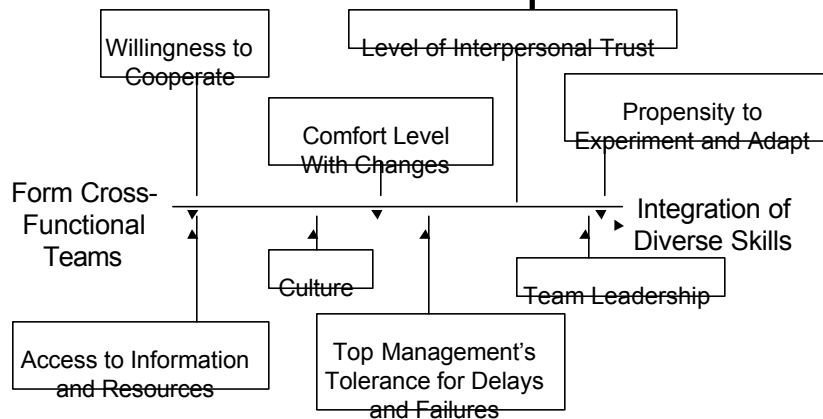 Willingness to
Cooperate
Level of Interpersonal Trust
Comfort Level
With Changes
Propensity to
Experiment and Adapt
Form Cross-
Functional
Teams
Integration of
Diverse Skills
Culture
Team Leadership
Access to Information
and Resources
Top Management’s
Tolerance for Delays
and Failures